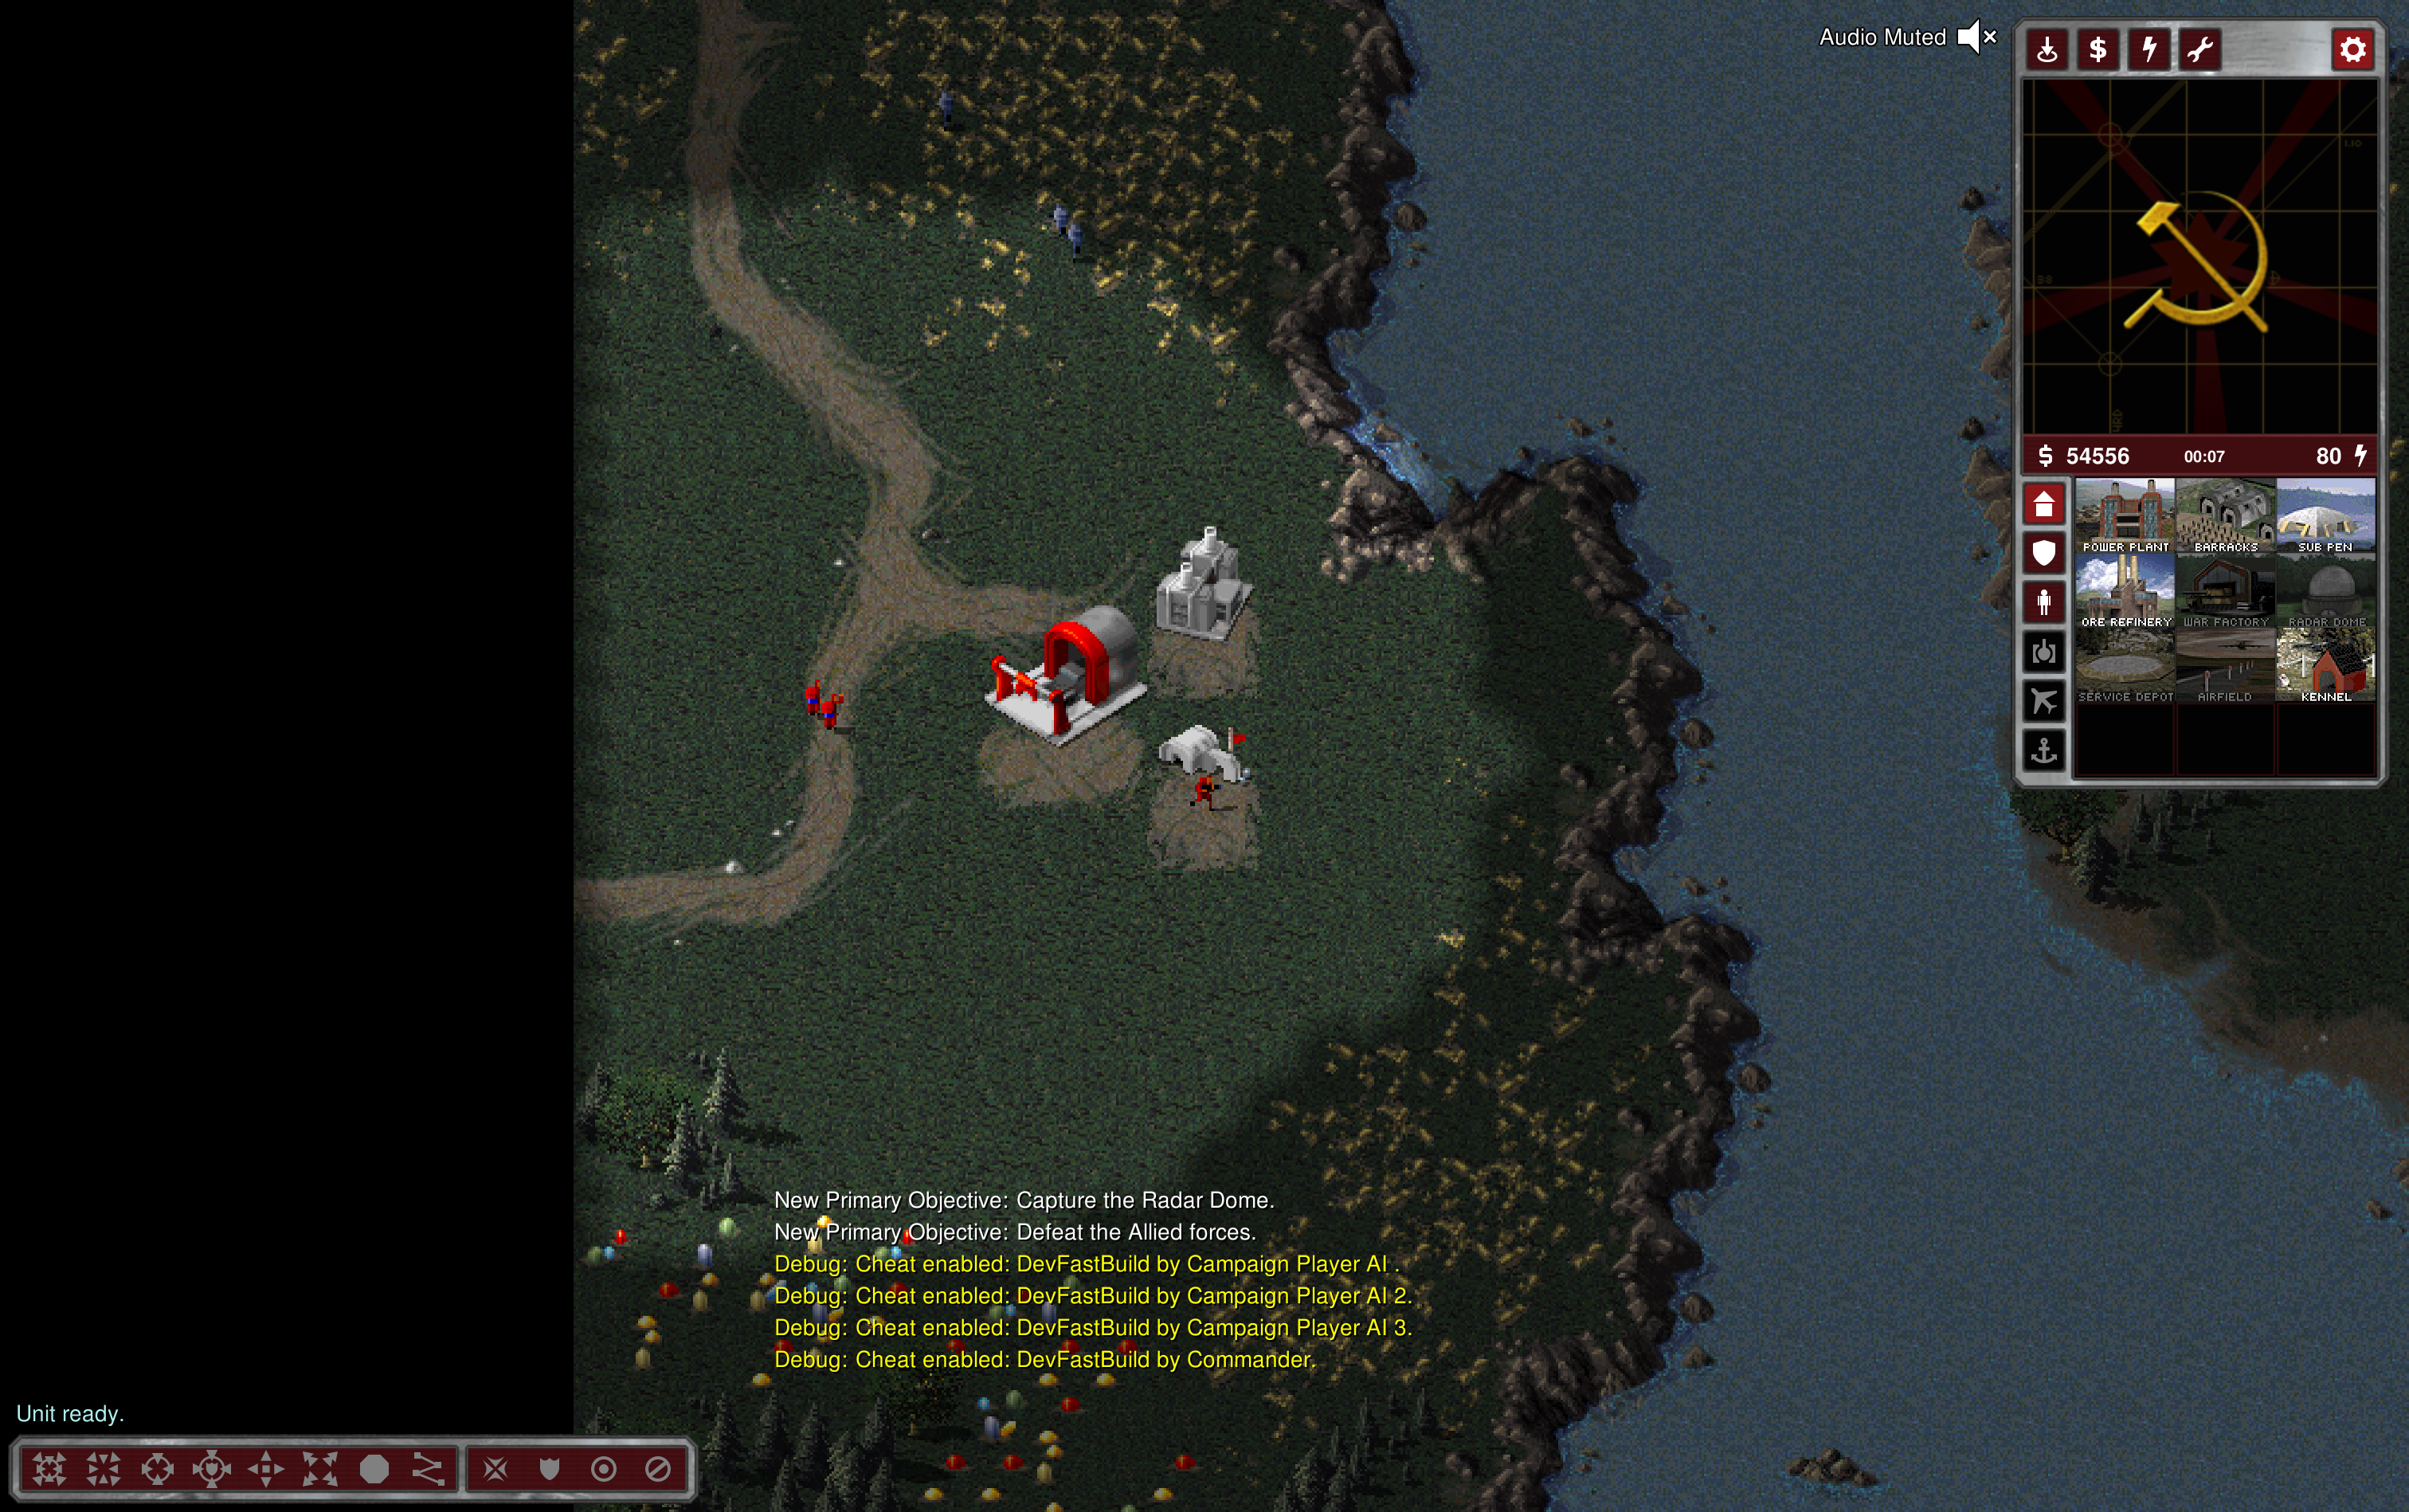 Audio Muted
$ 54556 00:07 80
POWER PLANT BARRACKS SUB PEN
ORE REFINERY WAR FACTORY RADAR DOME
SERVICE DEPOT AIRFIELD KENNEL
New Primary Objective: Capture the Radar Dome.
New Primary Objective: Defeat the Allied forces.
Debug: Cheat enabled: DevFastBuild by Campaign Player AI .
Debug: Cheat enabled: DevFastBuild by Campaign Player AI 2.
Debug: Cheat enabled: DevFastBuild by Campaign Player AI 3.
Debug: Cheat enabled: DevFastBuild by Commander.
Unit ready.